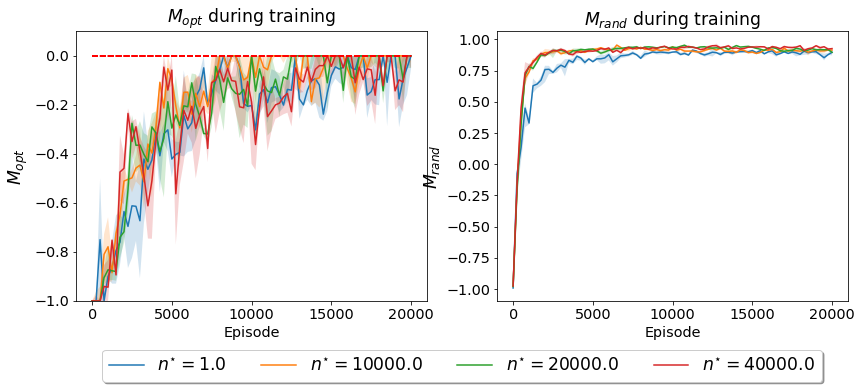 M_opt during training
M_opt
0.0
−0.2
−0.4
−0.6
−0.8
−1.0
0 5000 10000 15000 20000
Episode
M_rand during training
M_rand
1.00
0.75
0.50
0.25
0.00
−0.25
−0.50
−0.75
−1.00
0 5000 10000 15000 20000
Episode
n* = 1.0 n* = 10000.0 n* = 20000.0 n* = 40000.0